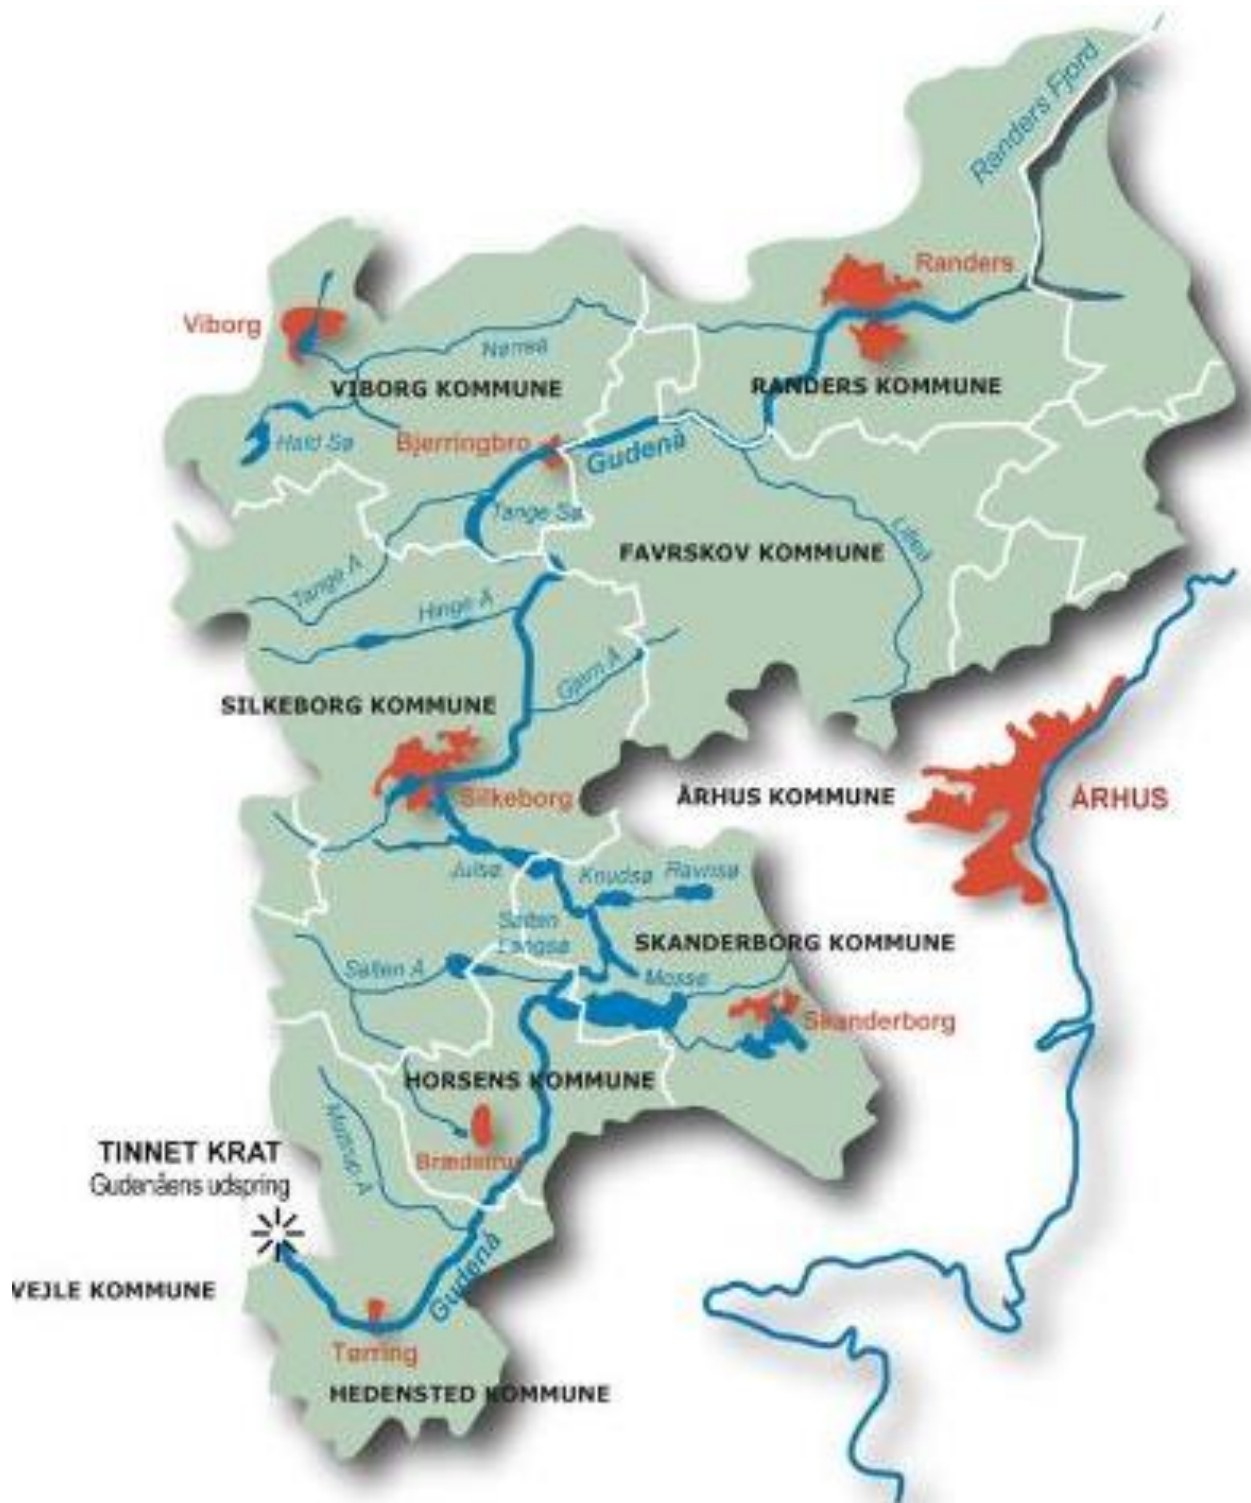 Randers Fjord
Randers
Viborg
Nørreå
VIBORG KOMMUNE
RANDERS KOMMUNE
Hald Sø
Bjerringbro
Gudenå
Tange Sø
Lilleå
FAVRSKOV KOMMUNE
Tange Å
Hinge Å
Gjern Å
SILKEBORG KOMMUNE
Silkeborg
ÅRHUS KOMMUNE
ÅRHUS
Julsø
Knudsø
Ravnsø
Salten
Langsø
SKANDERBORG KOMMUNE
Salten Å
Mossø
Skanderborg
HORSENS KOMMUNE
Mattrup Å
TINNET KRAT
Gudenåens udspring
Brædstrup
Gudenå
VEJLE KOMMUNE
Tørring
HEDENSTED KOMMUNE